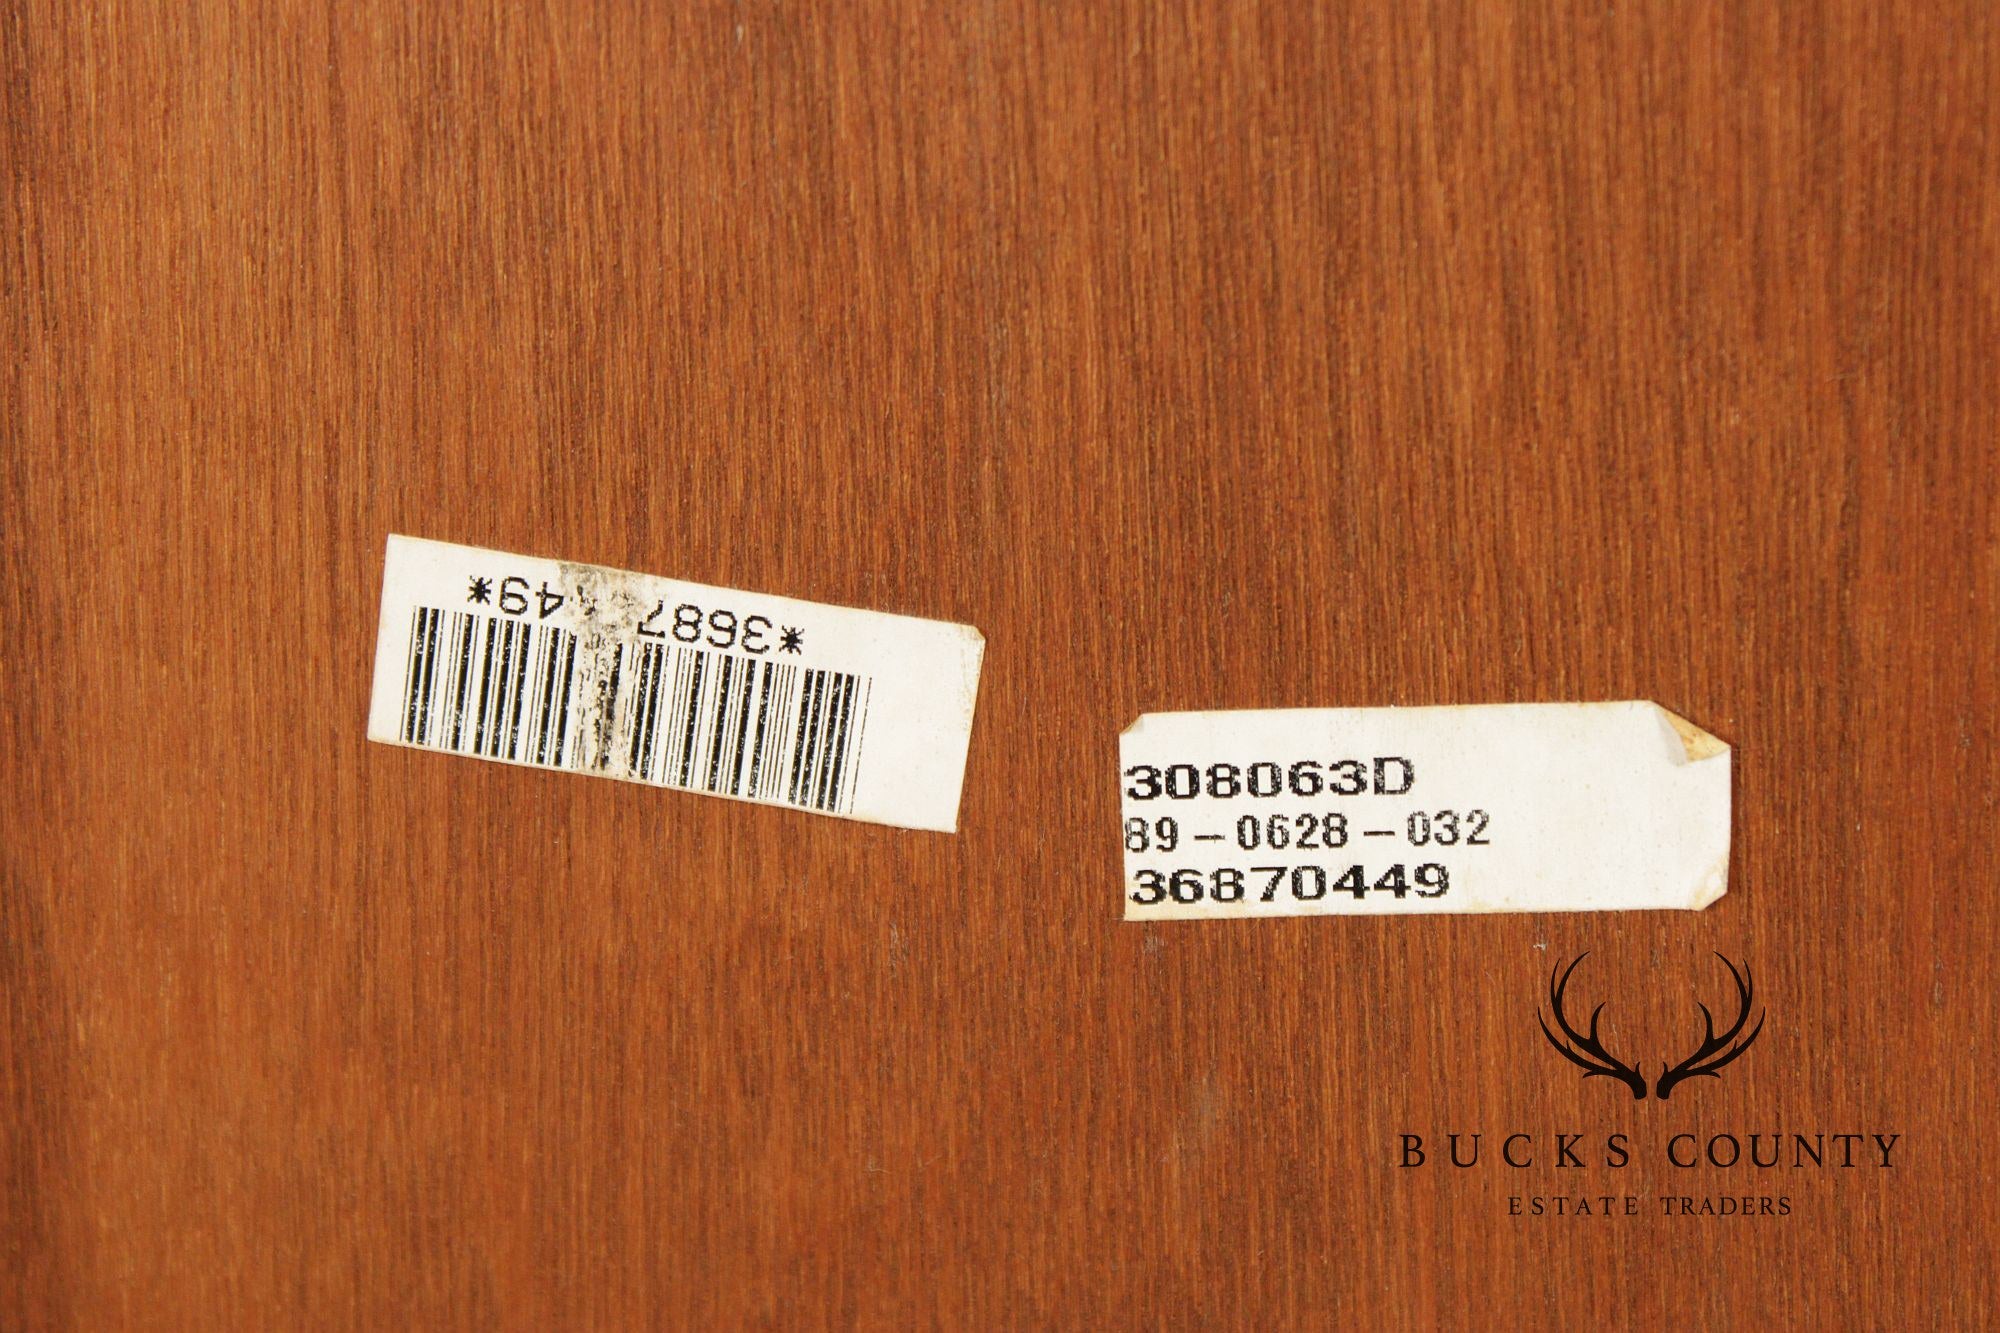 *3687 49*
308063D
89-0628-032
36870449
BUCKS COUNTY
ESTATE TRADERS